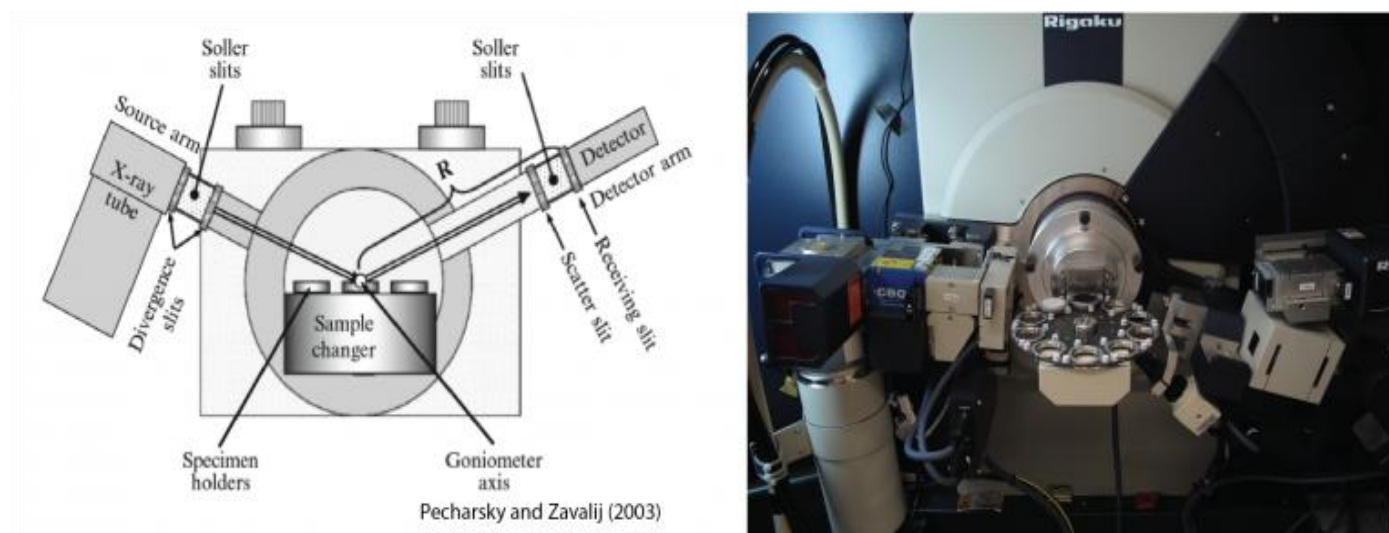 Soller
slits
Soller
slits
Source arm
X-ray
tube
Divergence
slits
R
Detector
Detector arm
Scatter slit
Receiving slit
Sample
changer
Specimen
holders
Goniometer
axis
Pecharsky and Zavalij (2003)
Rigaku
CBO